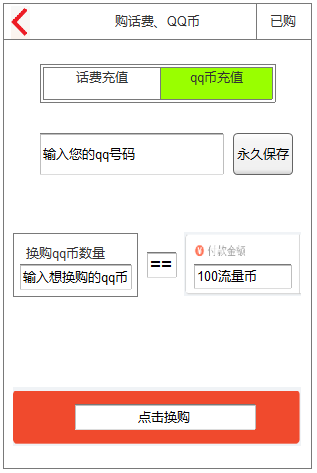 购话费、QQ币
已购
话费充值
qq币充值
输入您的qq号码
永久保存
换购qq币数量
输入想换购的qq币
==
¥ 付款金额
100流量币
点击换购